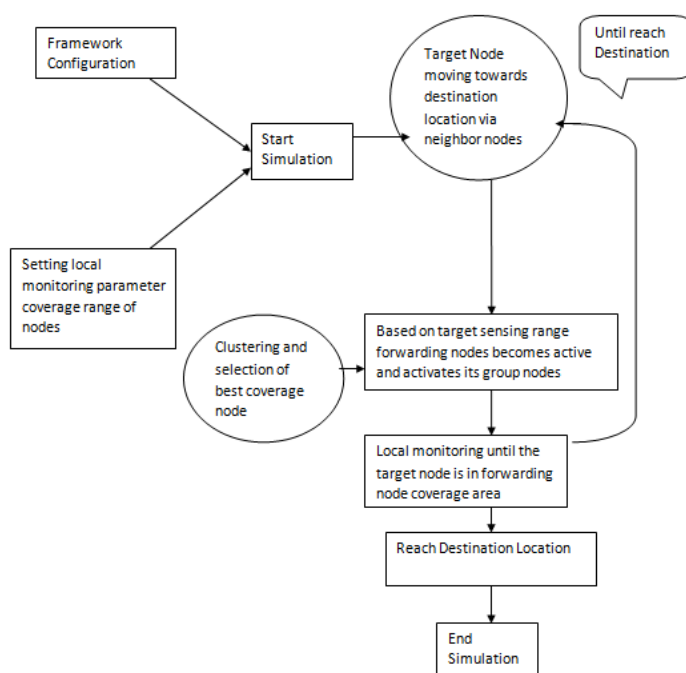 Framework
Configuration
Target Node
moving towards
destination
location via
neighbor nodes
Until reach
Destination
Start
Simulation
Setting local
monitoring parameter
coverage range of
nodes
Clustering and
selection of
best coverage
node
Based on target sensing range
forwarding nodes becomes active
and activates its group nodes
Local monitoring until the
target node is in forwarding
node coverage area
Reach Destination Location
End
Simulation